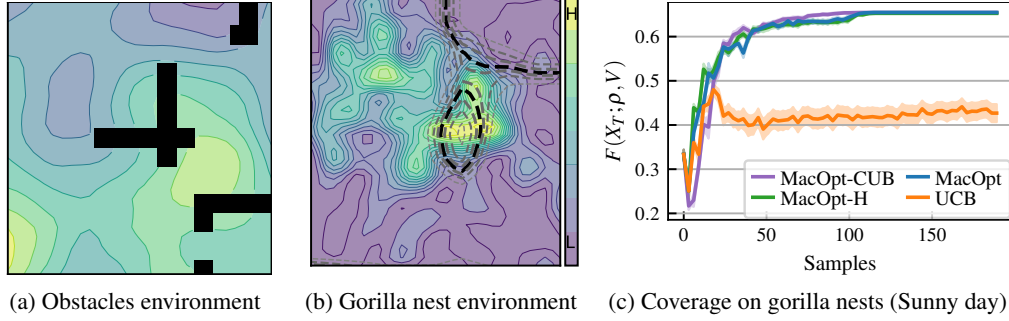 H
L
F(X_T; ρ, V)
0.6
0.5
0.4
0.3
0.2
MacOpt-CUB
MacOpt-H
MacOpt
UCB
0
50
100
150
Samples
(a) Obstacles environment
(b) Gorilla nest environment
(c) Coverage on gorilla nests (Sunny day)